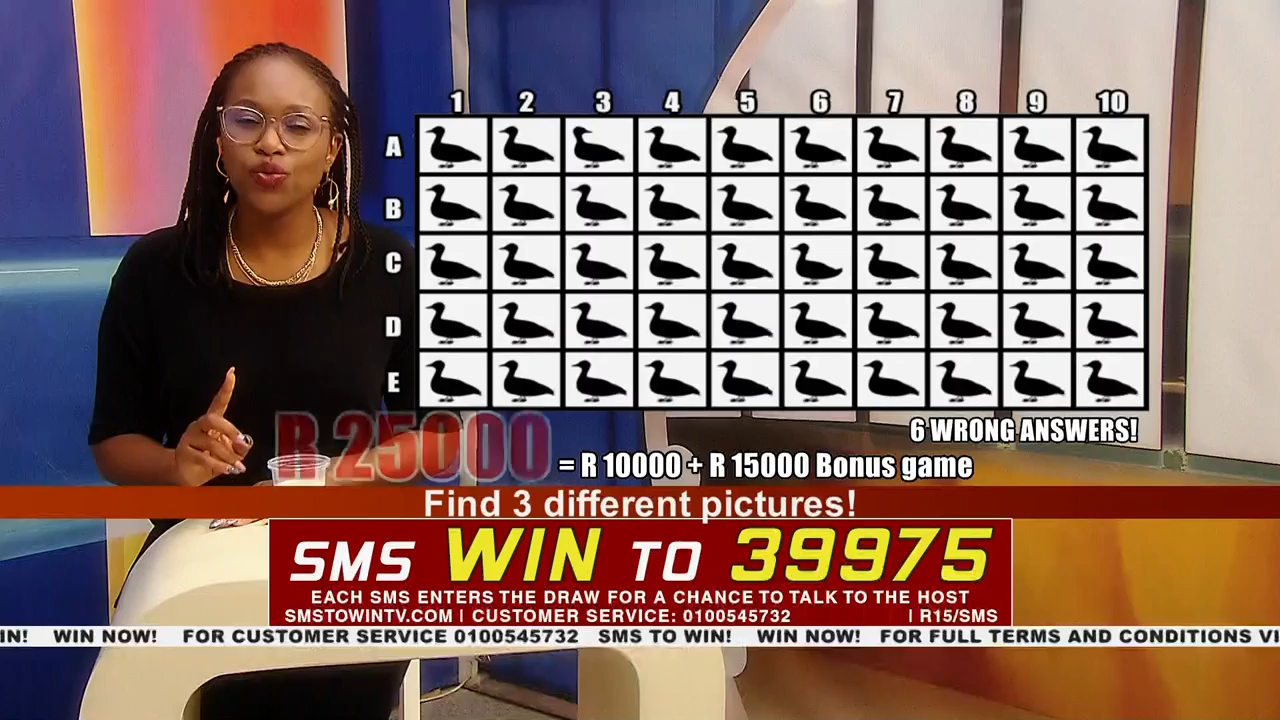 1 2 3 4 5 6 7 8 9 10
A
B
C
D
E
6 WRONG ANSWERS!
R 25000 = R 10000 + R 15000 Bonus game
Find 3 different pictures!
SMS WIN TO 39975
EACH SMS ENTERS THE DRAW FOR A CHANCE TO TALK TO THE HOST
SMSTOWINTV.COM | CUSTOMER SERVICE: 0100545732 | R15/SMS
IN! WIN NOW! FOR CUSTOMER SERVICE 0100545732 SMS TO WIN! WIN NOW! FOR FULL TERMS AND CONDITIONS VI